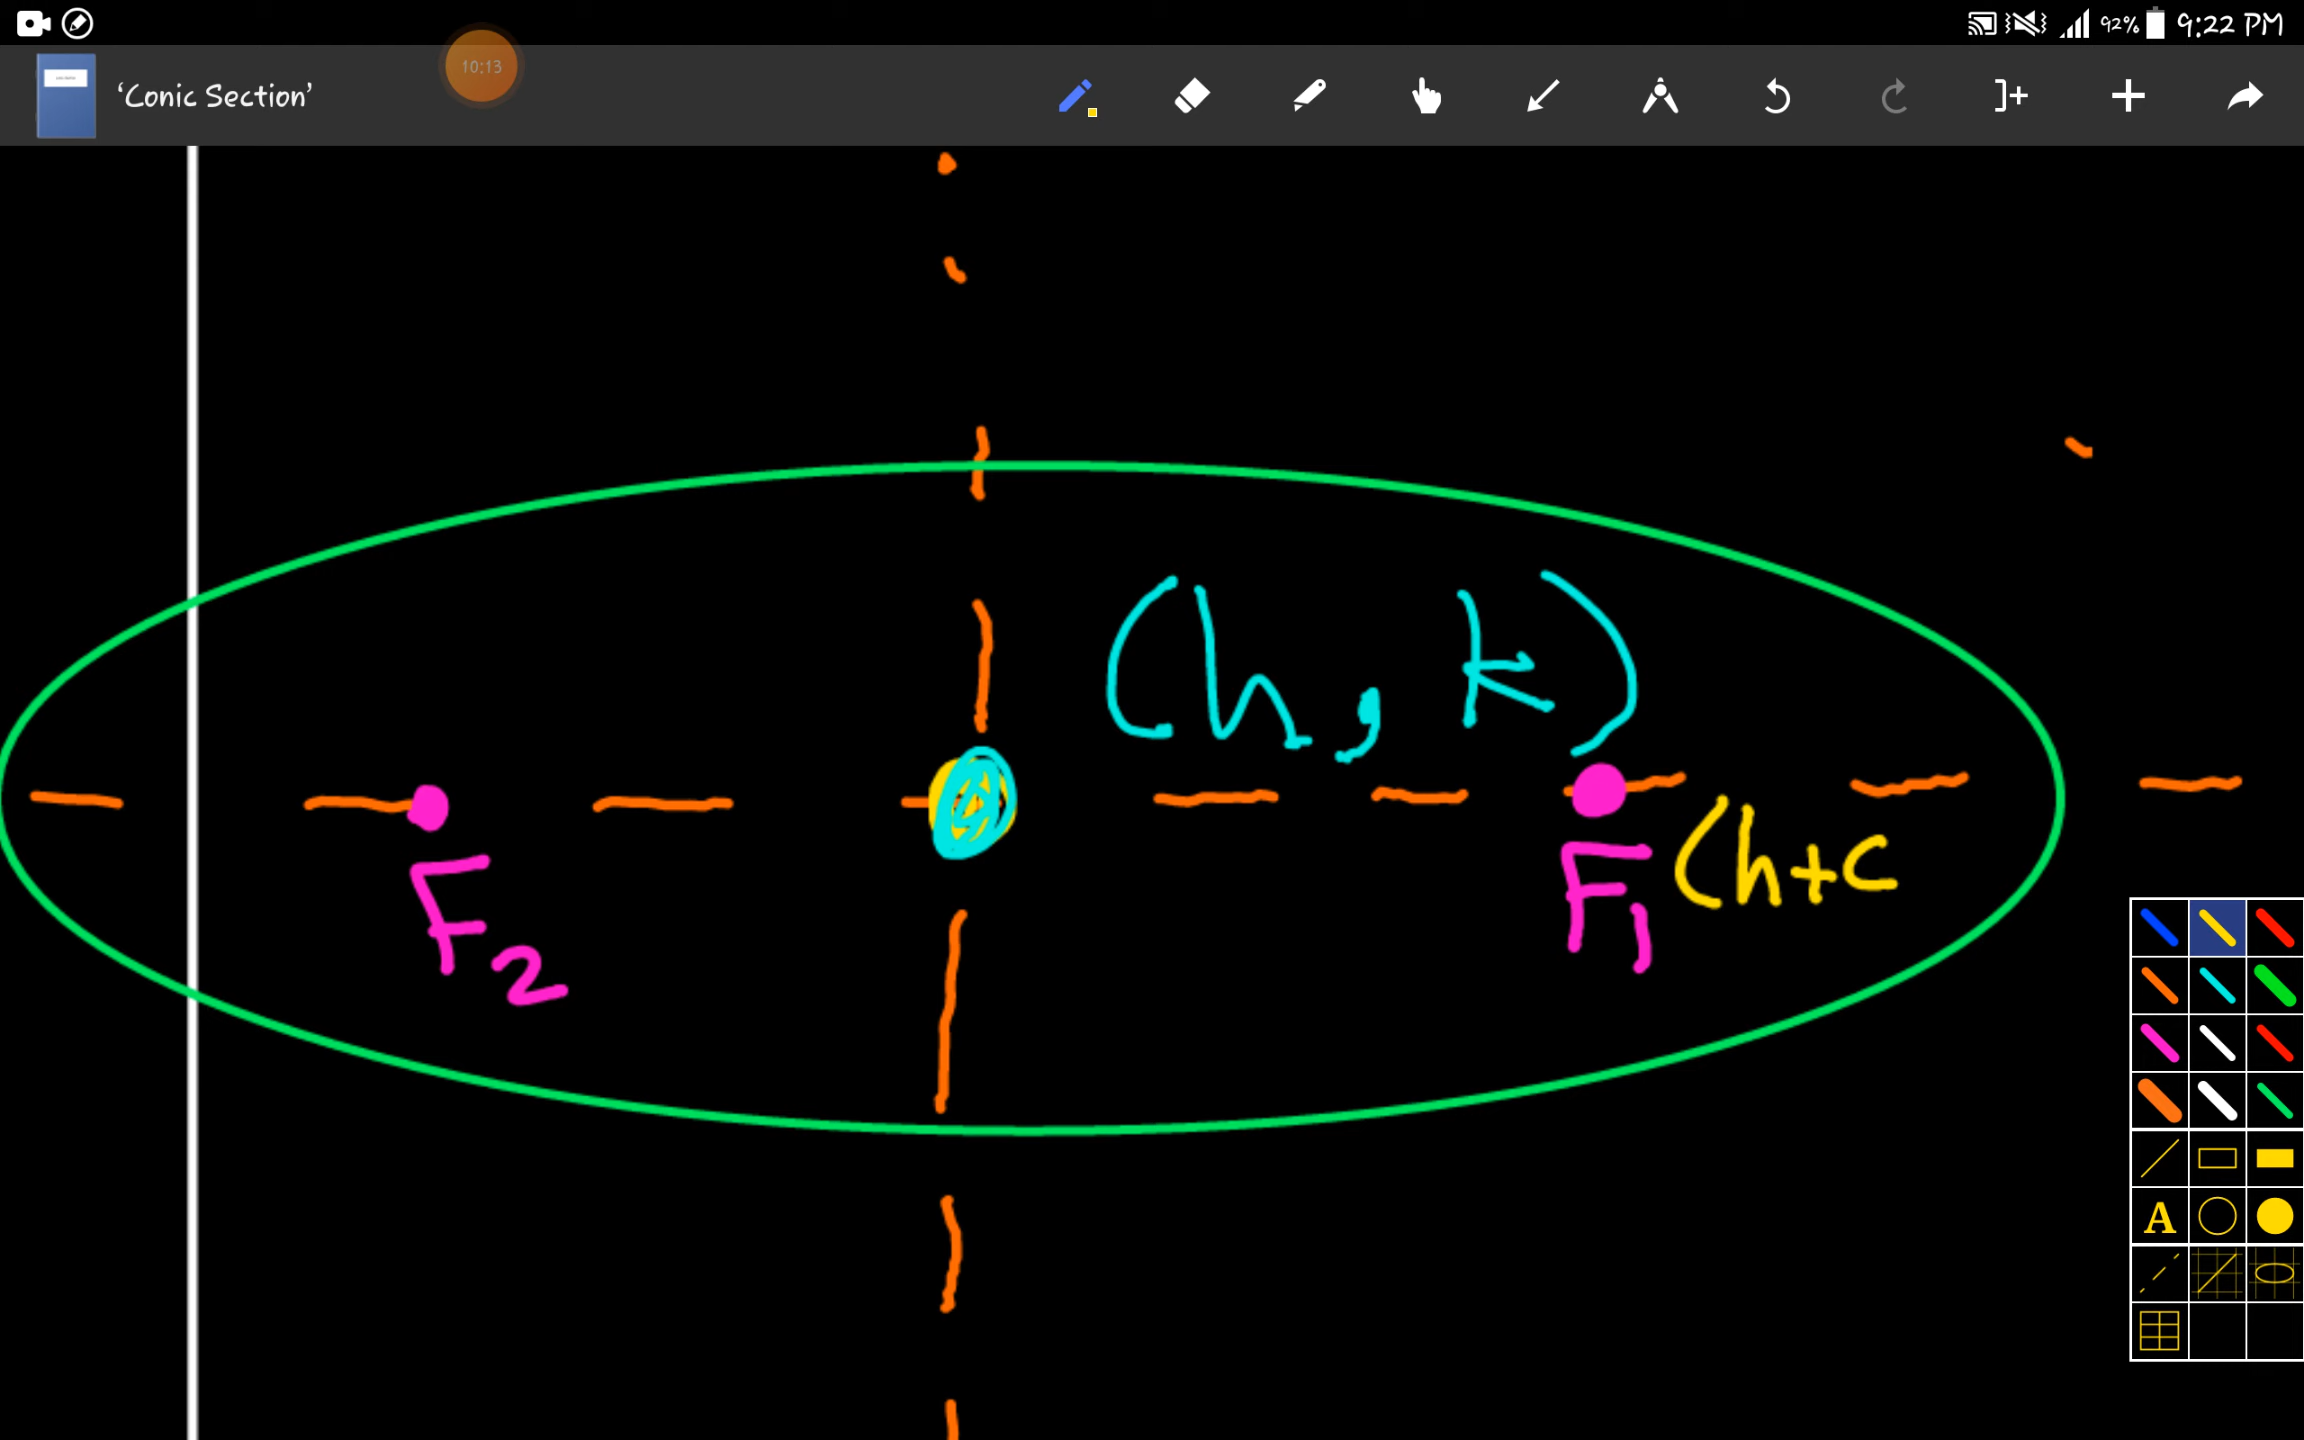 92% 9:22 PM
'Conic Section'
10:13
(h, k)
F2
F1 (h+c
A